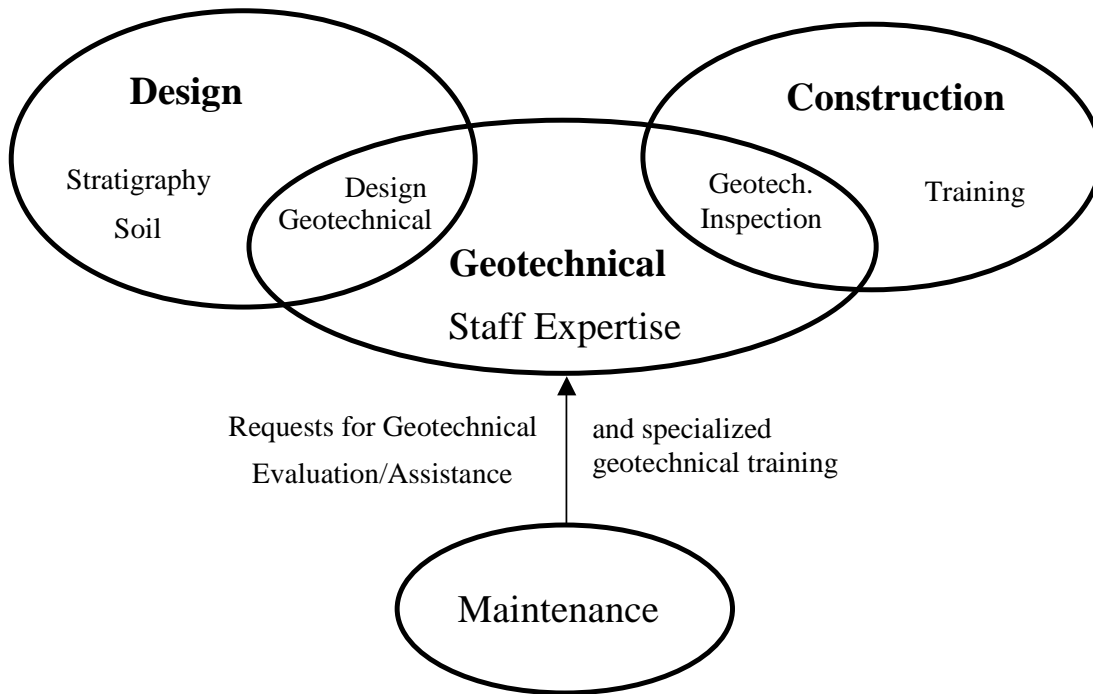 Design
Stratigraphy
Soil
Design
Geotechnical
Construction
Geotech.
Inspection
Training
Geotechnical
Staff Expertise
Requests for Geotechnical
Evaluation/Assistance
and specialized
geotechnical training
Maintenance